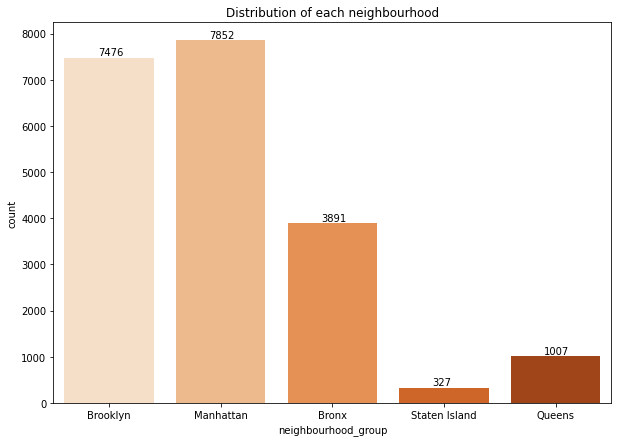 Distribution of each neighbourhood
8000
7000
6000
5000
4000
3000
2000
1000
0
count
7476
7852
3891
327
1007
Brooklyn
Manhattan
Bronx
Staten Island
Queens
neighbourhood_group